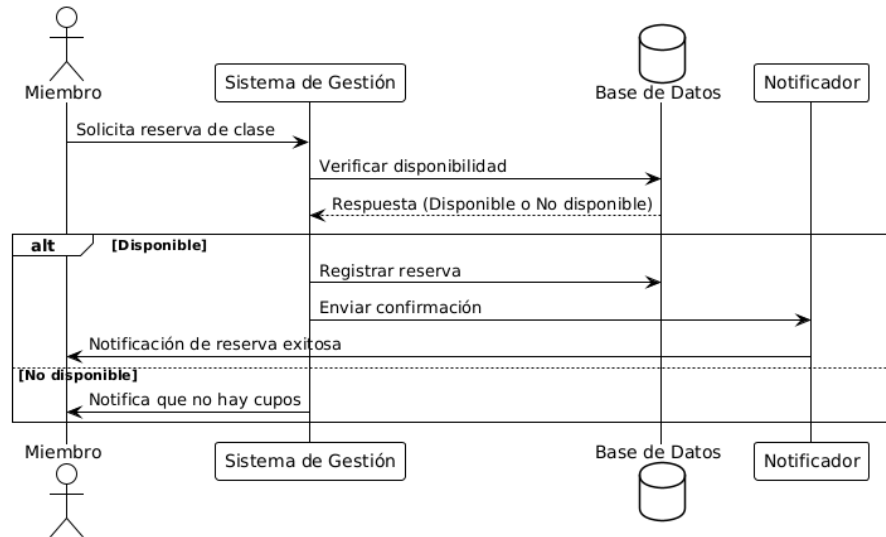 Miembro
Sistema de Gestión
Base de Datos
Notificador
Solicita reserva de clase
Verificar disponibilidad
Respuesta (Disponible o No disponible)
alt [Disponible]
Registrar reserva
Enviar confirmación
Notificación de reserva exitosa
[No disponible]
Notifica que no hay cupos
Miembro
Sistema de Gestión
Base de Datos
Notificador